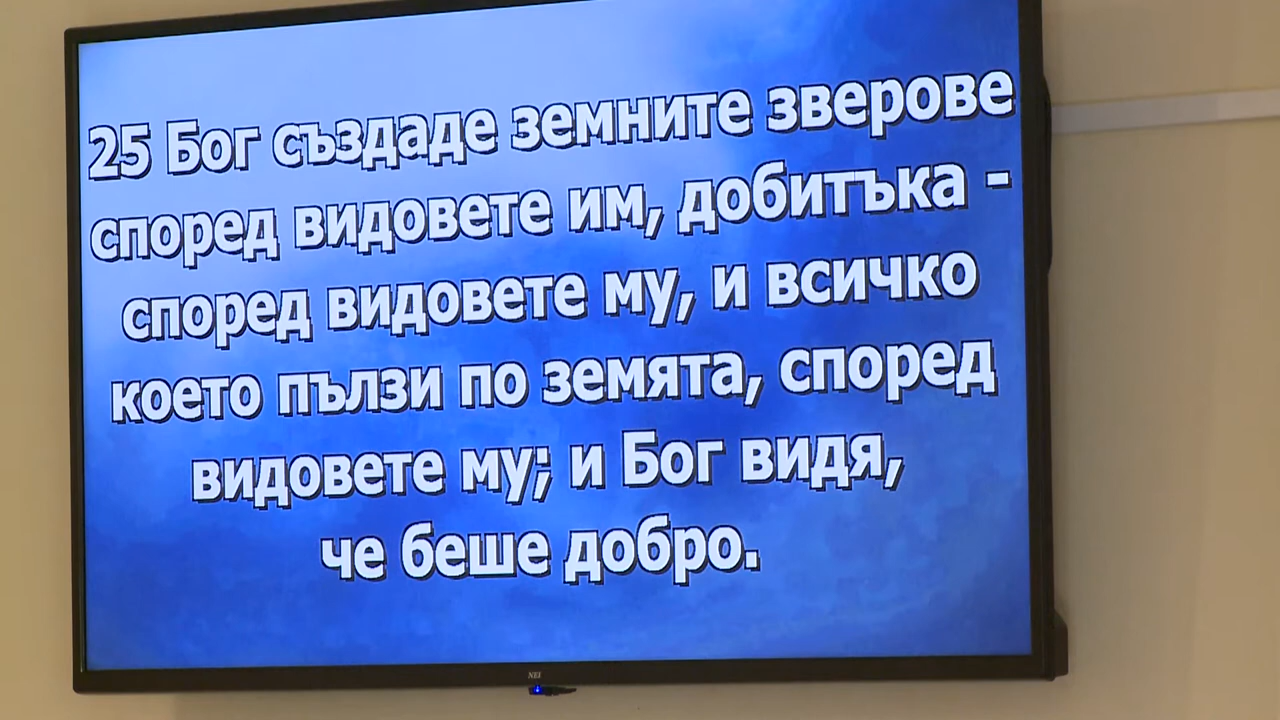 25 Бог създаде земните зверове
според видовете им, добитъка -
според видовете му, и всичко
което пълзи по земята, според
видовете му; и Бог видя,
че беше добро.
NEI